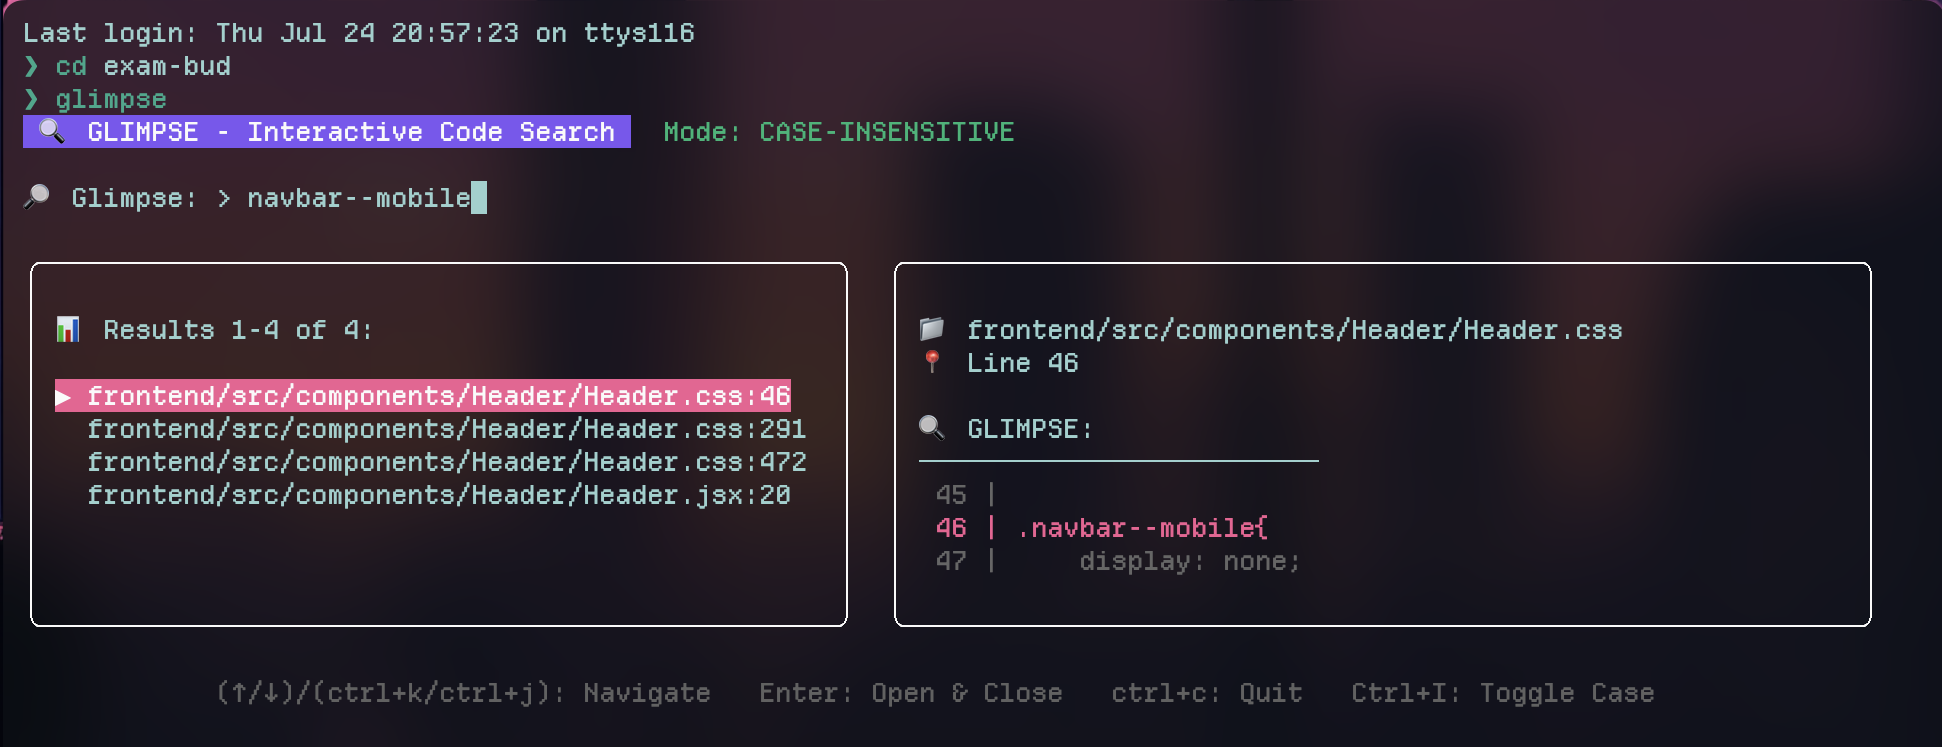 Last login: Thu Jul 24 20:57:23 on ttys116
❯ cd exam-bud
❯ glimpse
🔍 GLIMPSE - Interactive Code Search Mode: CASE-INSENSITIVE
🔎 Glimpse: > navbar--mobile
📊 Results 1-4 of 4:
▶ frontend/src/components/Header/Header.css:46
frontend/src/components/Header/Header.css:291
frontend/src/components/Header/Header.css:472
frontend/src/components/Header/Header.jsx:20
📁 frontend/src/components/Header/Header.css
📍 Line 46
🔍 GLIMPSE:
45 |
46 | .navbar--mobile{
47 |     display: none;
(↑/↓)/(ctrl+k/ctrl+j): Navigate   Enter: Open & Close   ctrl+c: Quit   Ctrl+I: Toggle Case